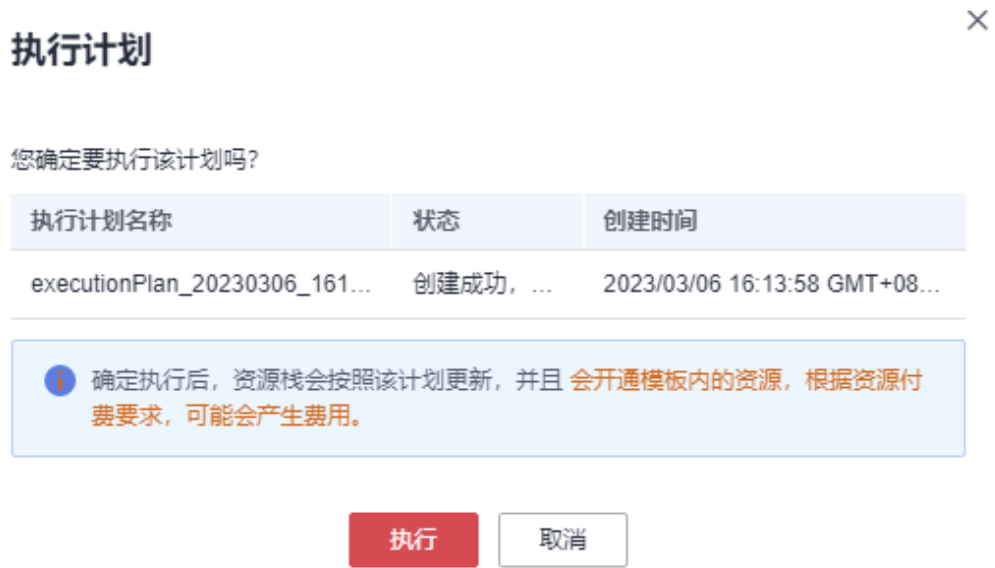 执行计划
您确定要执行该计划吗?
执行计划名称 状态 创建时间
executionPlan_20230306_161... 创建成功，... 2023/03/06 16:13:58 GMT+08...
确定执行后，资源栈会按照该计划更新，并且 会开通模板内的资源，根据资源付
费要求，可能会产生费用。
执行 取消